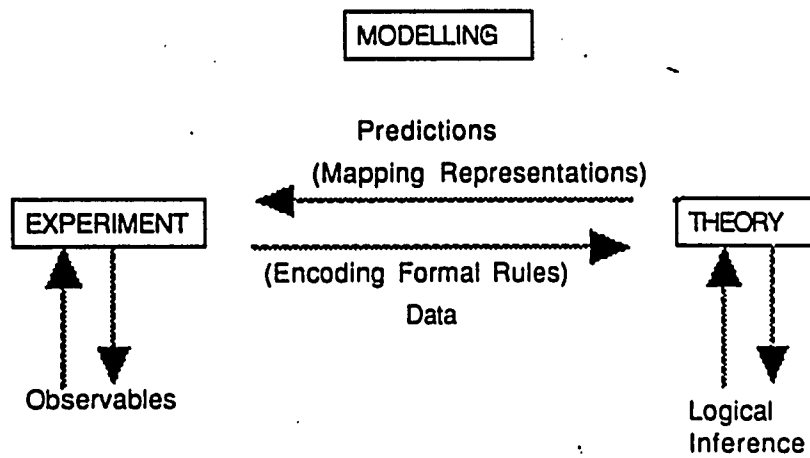 MODELLING
Predictions
(Mapping Representations)
EXPERIMENT
THEORY
(Encoding Formal Rules)
Data
Observables
Logical
Inference